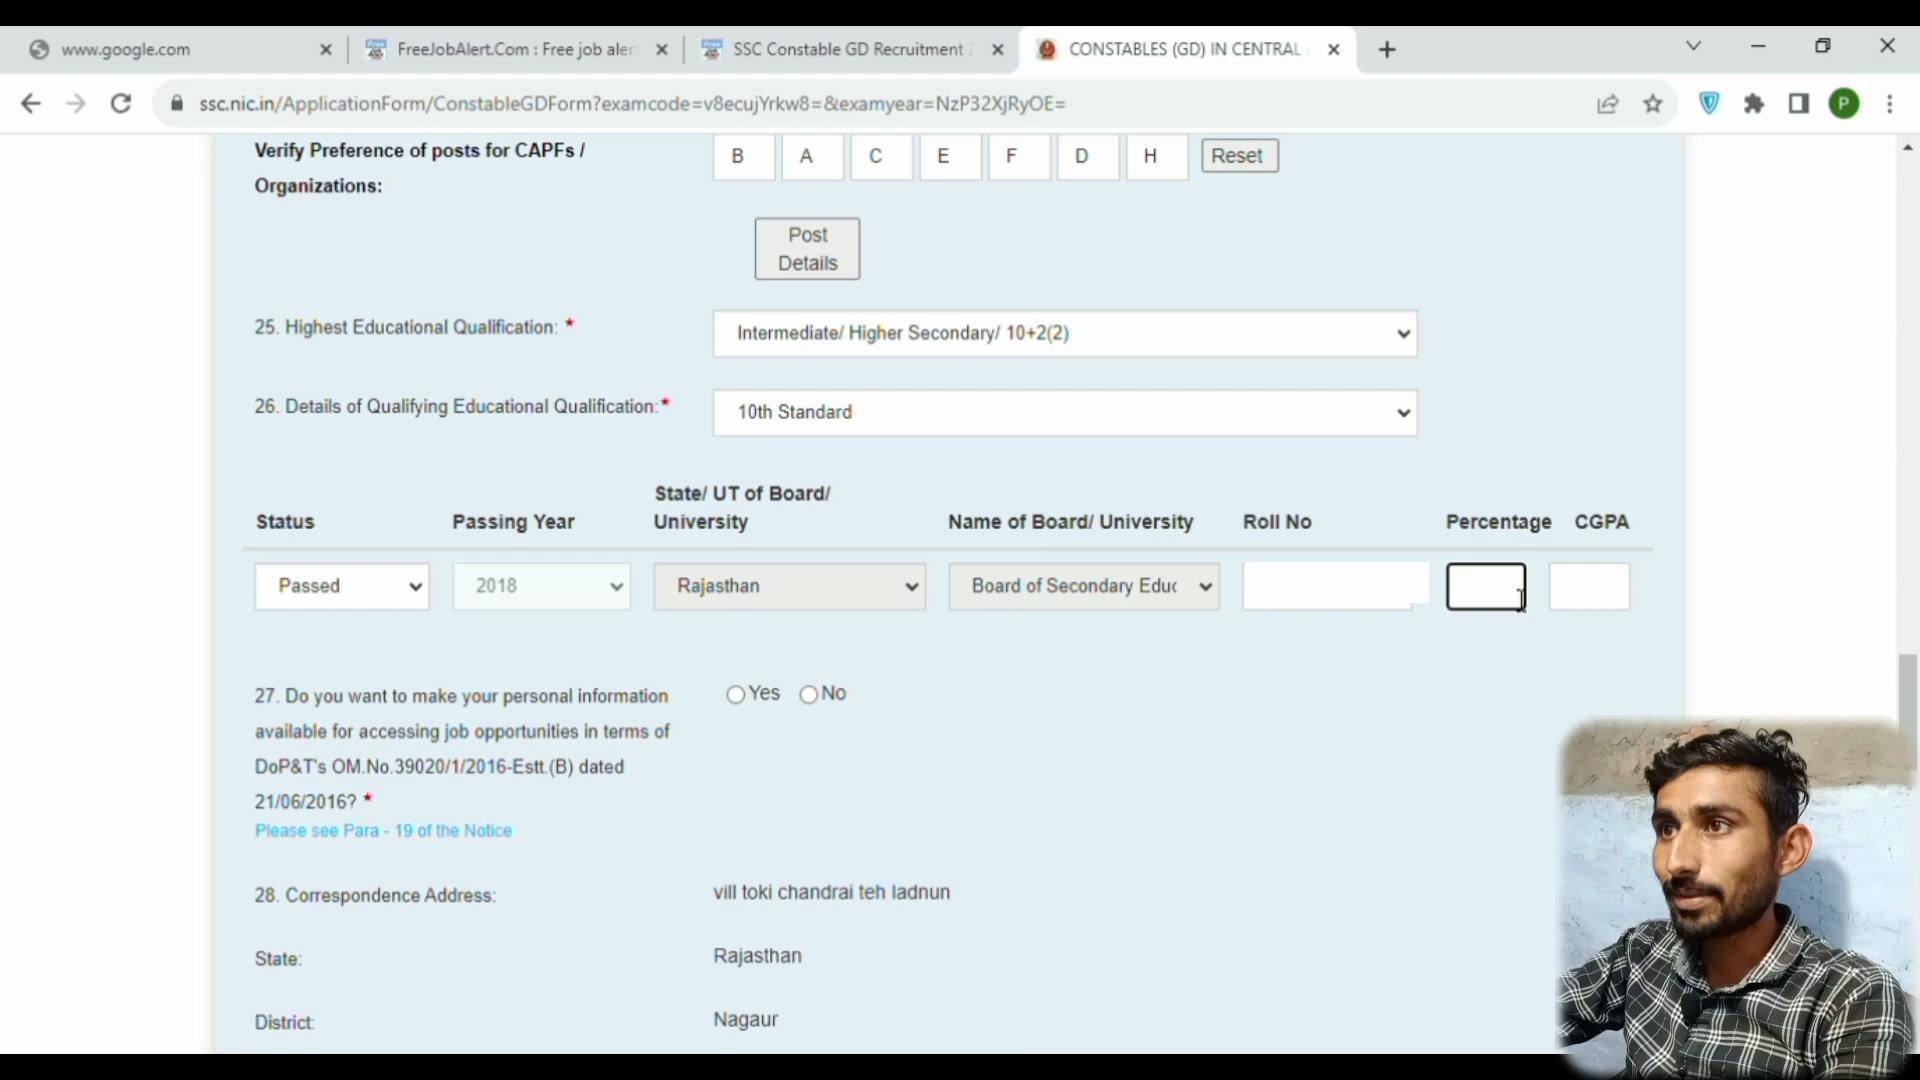 www.google.com
FreeJobAlert.Com : Free job aler
SSC Constable GD Recruitment 2
CONSTABLES (GD) IN CENTRAL
ssc.nic.in/ApplicationForm/ConstableGDForm?examcode=v8ecujYrkw8=&examyear=NzP32XjRyOE=
P
Verify Preference of posts for CAPFs /
Organizations:
B A C E F D H Reset
Post
Details
25. Highest Educational Qualification: *
Intermediate/ Higher Secondary/ 10+2(2)
26. Details of Qualifying Educational Qualification:*
10th Standard
Status
Passing Year
State/ UT of Board/
University
Name of Board/ University
Roll No
Percentage
CGPA
Passed
2018
Rajasthan
Board of Secondary Educ
27. Do you want to make your personal information
available for accessing job opportunities in terms of
DoP&T's OM.No.39020/1/2016-Estt.(B) dated
21/06/2016? *
Yes No
Please see Para - 19 of the Notice
28. Correspondence Address:
vill toki chandrai teh ladnun
State:
Rajasthan
District:
Nagaur